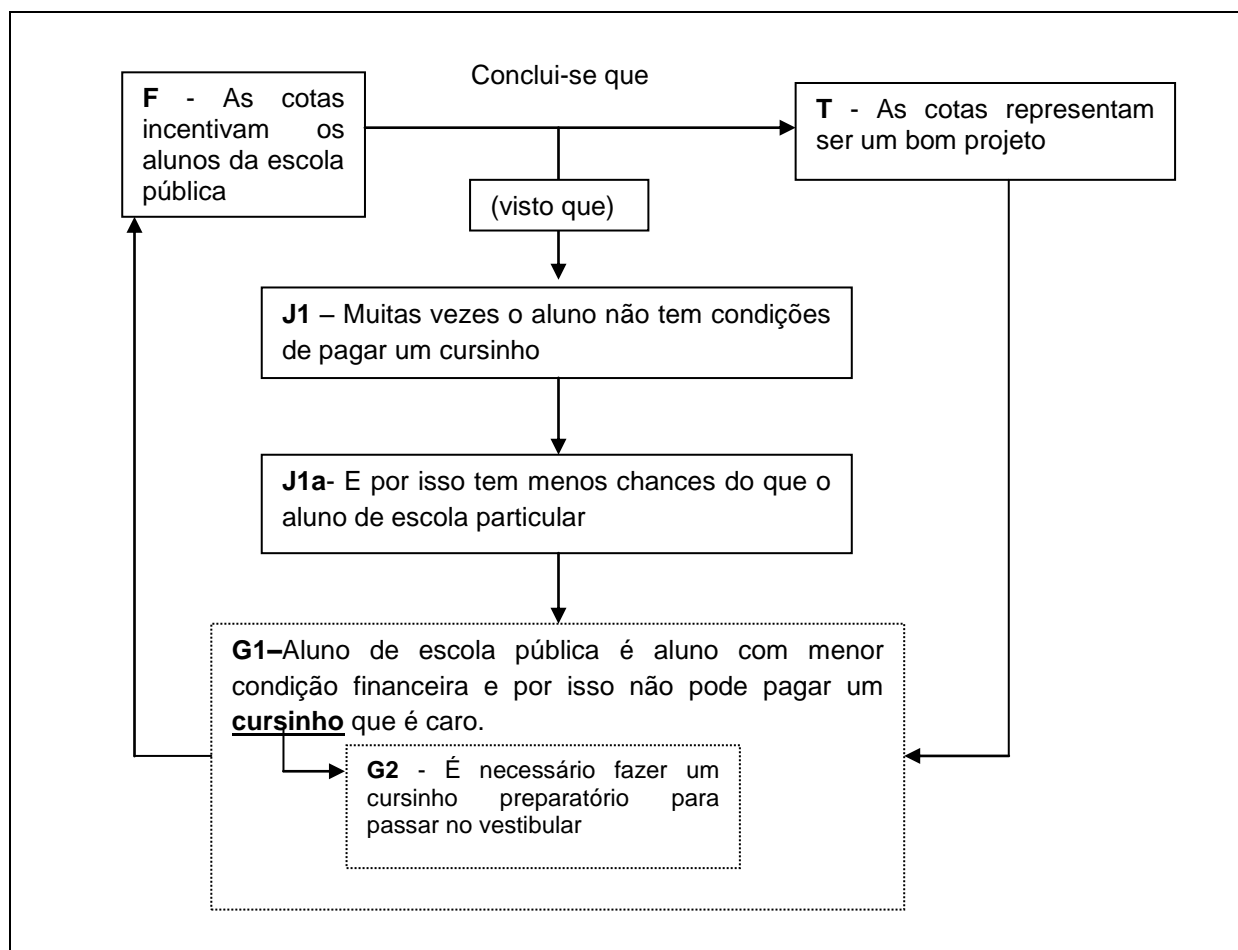 Conclui-se que
F - As cotas
incentivam os
alunos da escola
pública
T - As cotas representam
ser um bom projeto
(visto que)
J1 – Muitas vezes o aluno não tem condições
de pagar um cursinho
J1a- E por isso tem menos chances do que o
aluno de escola particular
G1–Aluno de escola pública é aluno com menor
condição financeira e por isso não pode pagar um
cursinho que é caro.
G2 - É necessário fazer um
cursinho preparatório para
passar no vestibular